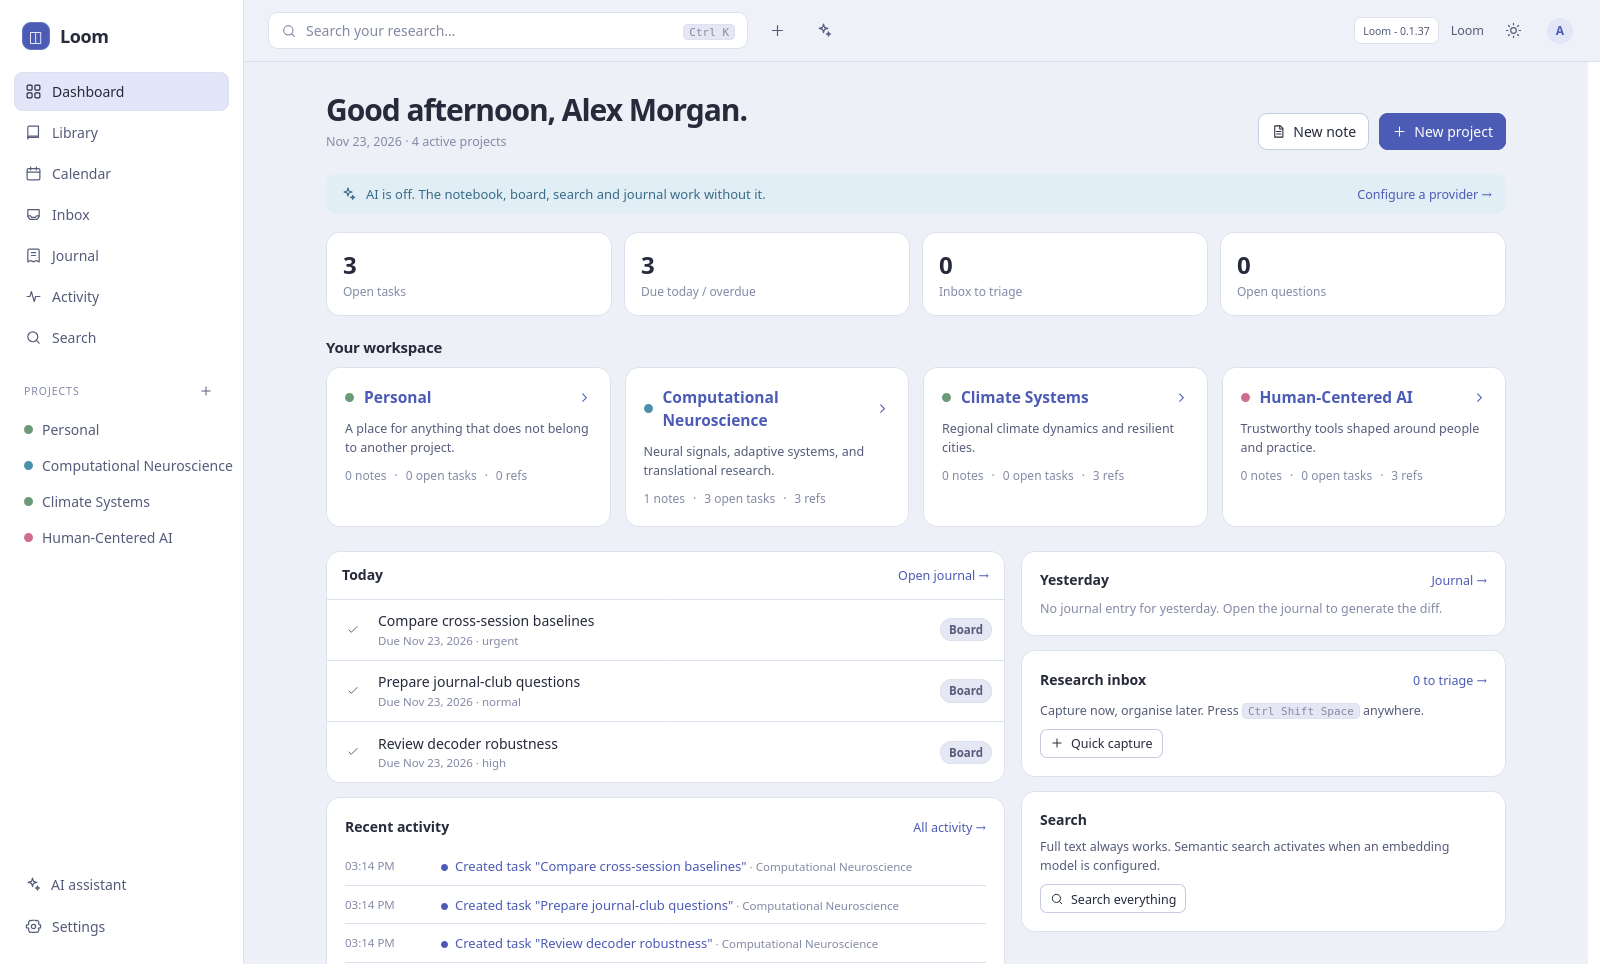 Loom
Search your research...
Ctrl K
Loom - 0.1.37
Loom
A
Dashboard
Library
Calendar
Inbox
Journal
Activity
Search
PROJECTS
Personal
Computational Neuroscience
Climate Systems
Human-Centered AI
AI assistant
Settings
Good afternoon, Alex Morgan.
Nov 23, 2026 · 4 active projects
New note
New project
AI is off. The notebook, board, search and journal work without it.
Configure a provider →
3
Open tasks
3
Due today / overdue
0
Inbox to triage
0
Open questions
Your workspace
Personal
A place for anything that does not belong
to another project.
0 notes · 0 open tasks · 0 refs
Computational
Neuroscience
Neural signals, adaptive systems, and
translational research.
1 notes · 3 open tasks · 3 refs
Climate Systems
Regional climate dynamics and resilient
cities.
0 notes · 0 open tasks · 3 refs
Human-Centered AI
Trustworthy tools shaped around people
and practice.
0 notes · 0 open tasks · 3 refs
Today
Open journal →
Compare cross-session baselines
Due Nov 23, 2026 · urgent
Board
Prepare journal-club questions
Due Nov 23, 2026 · normal
Board
Review decoder robustness
Due Nov 23, 2026 · high
Board
Recent activity
All activity →
03:14 PM
Created task "Compare cross-session baselines" · Computational Neuroscience
03:14 PM
Created task "Prepare journal-club questions" · Computational Neuroscience
03:14 PM
Created task "Review decoder robustness" · Computational Neuroscience
Yesterday
Journal →
No journal entry for yesterday. Open the journal to generate the diff.
Research inbox
0 to triage →
Capture now, organise later. Press Ctrl Shift Space anywhere.
Quick capture
Search
Full text always works. Semantic search activates when an embedding
model is configured.
Search everything